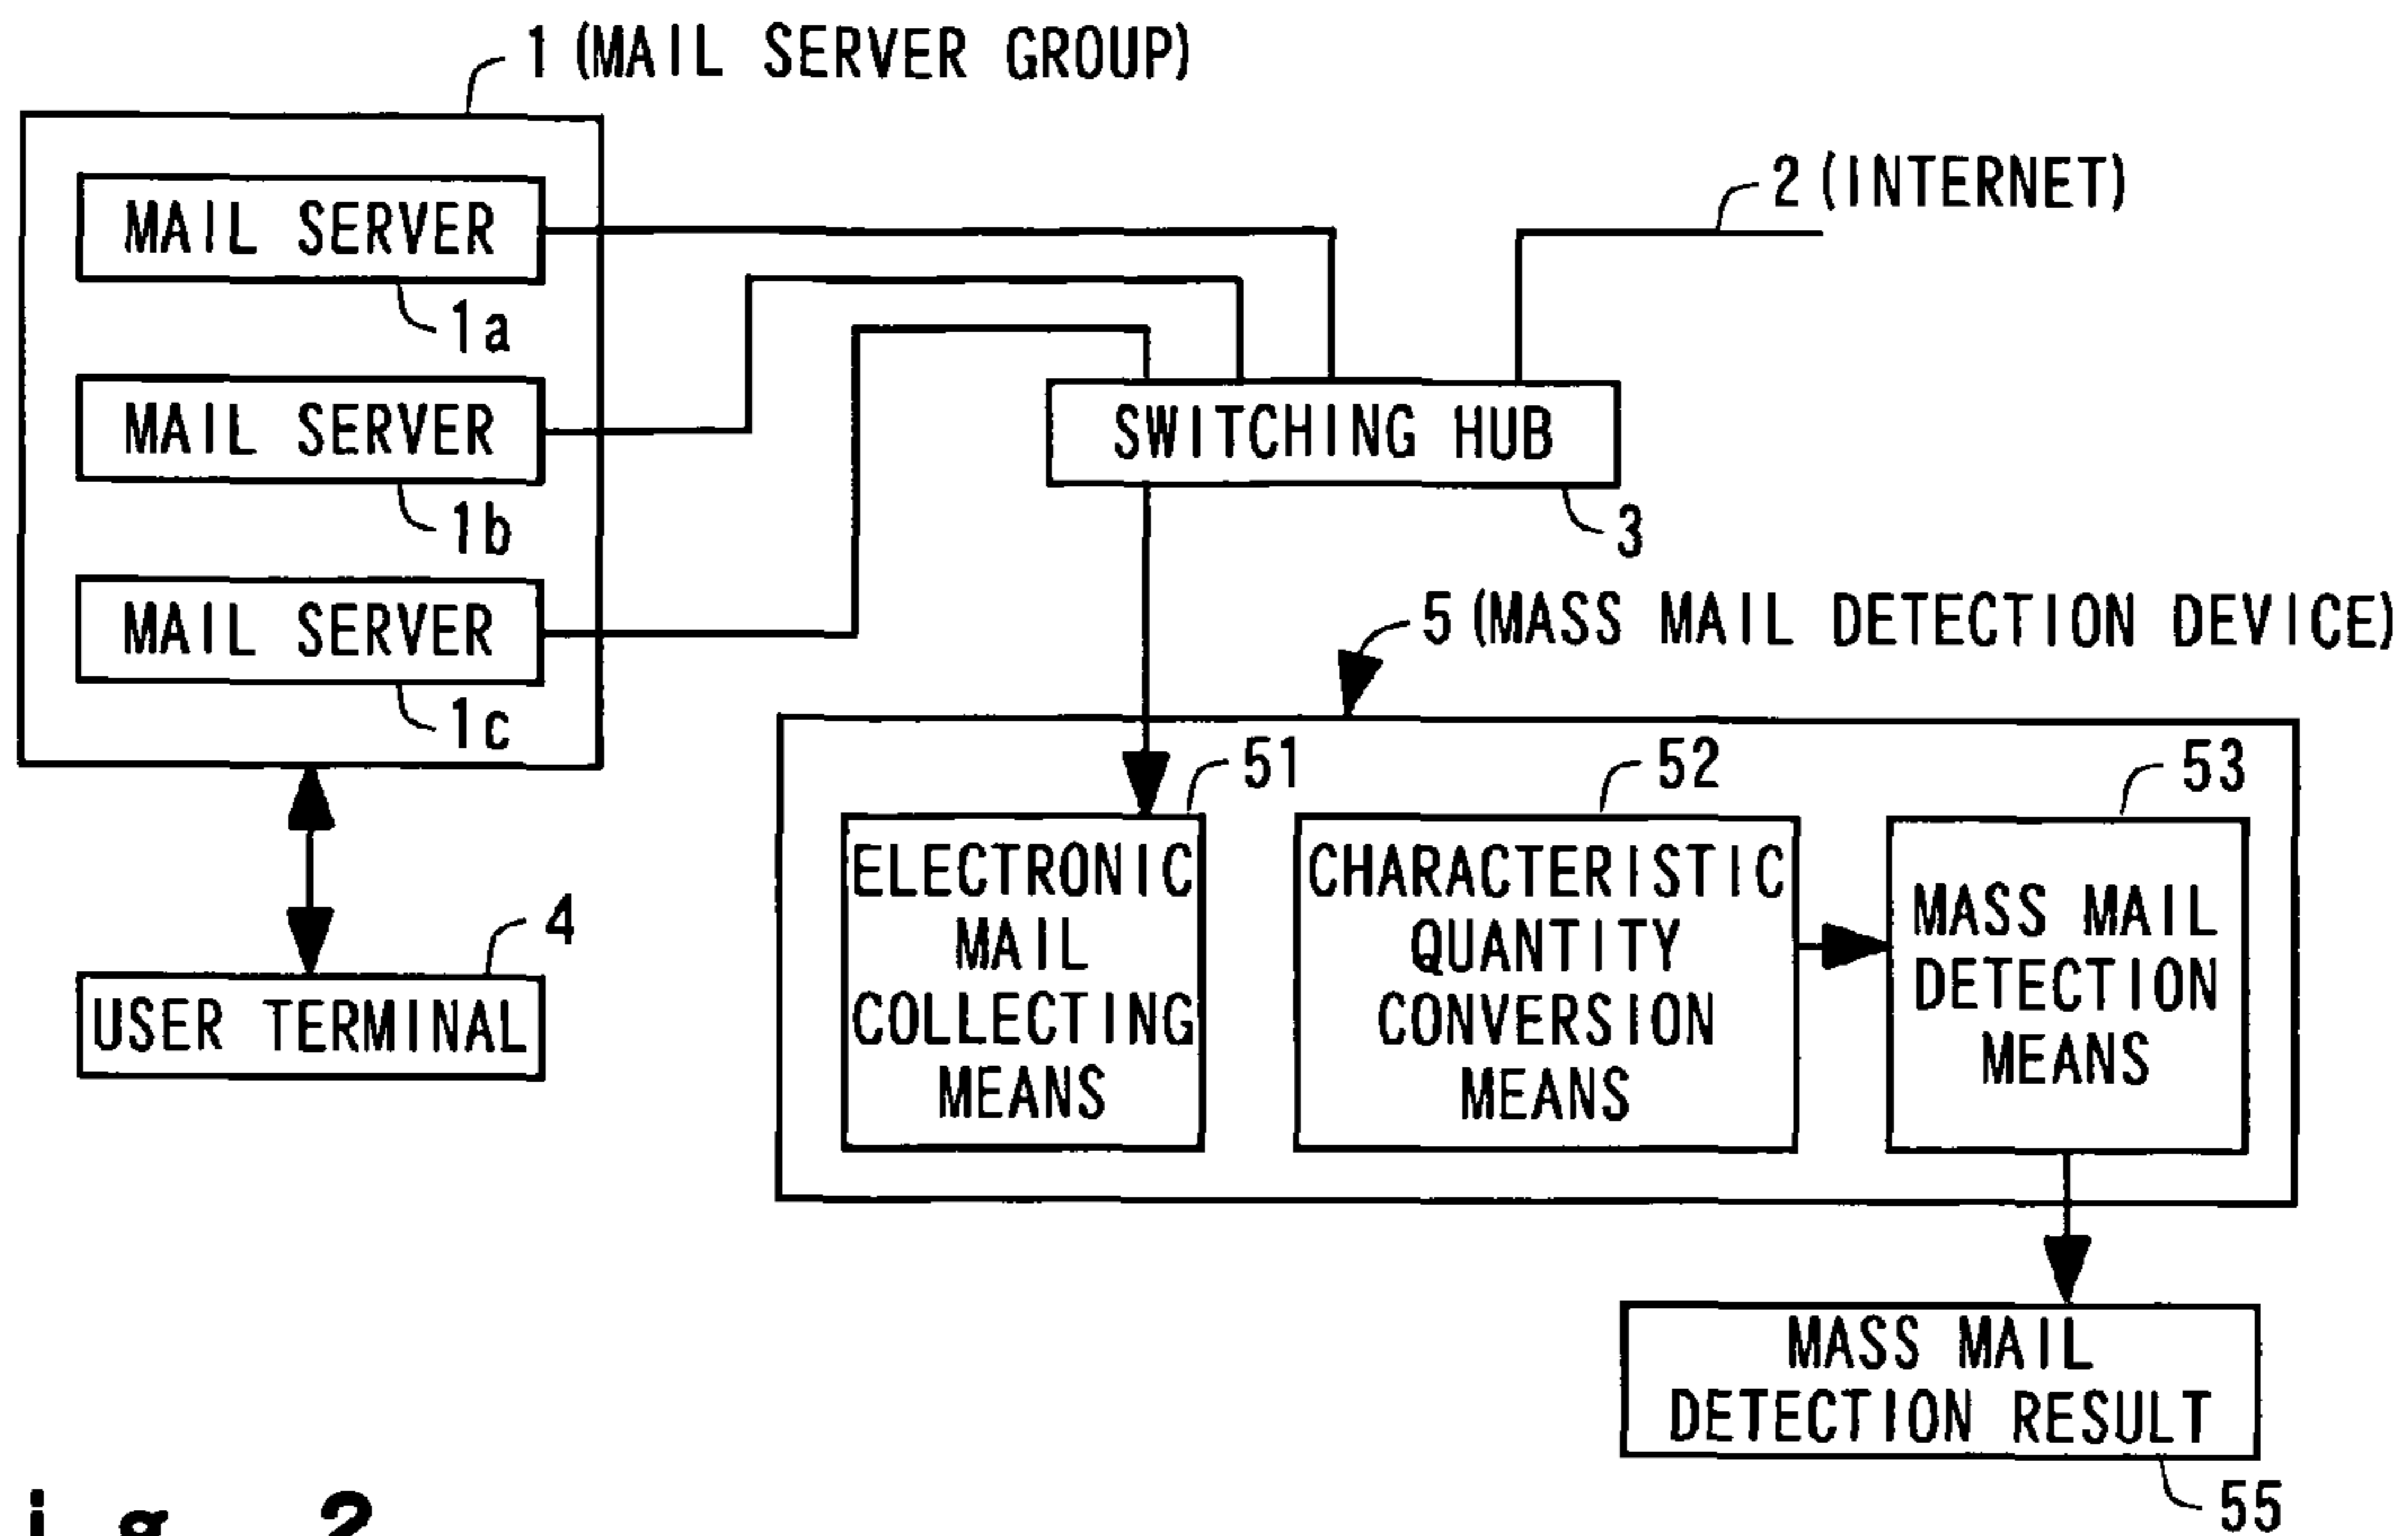 1 (MAIL SERVER GROUP)
2 (INTERNET)
MAIL SERVER
1a
MAIL SERVER
1b
MAIL SERVER
1c
SWITCHING HUB
3
5 (MASS MAIL DETECTION DEVICE)
51
52
53
ELECTRONIC
MAIL
COLLECTING
MEANS
CHARACTERISTIC
QUANTITY
CONVERSION
MEANS
MASS MAIL
DETECTION
MEANS
4
USER TERMINAL
MASS MAIL
DETECTION RESULT
55
ig. 2